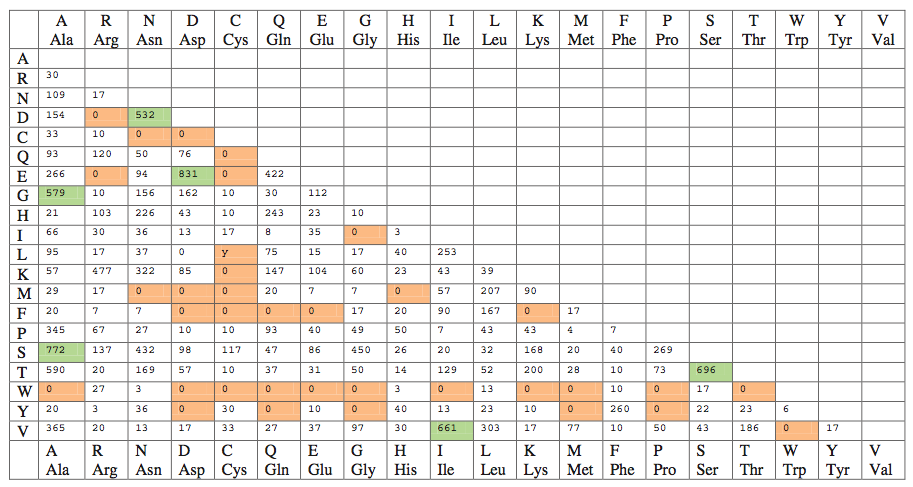 A R N D C Q E G H I L K M F P S T W Y V
Ala Arg Asn Asp Cys Gln Glu Gly His Ile Leu Lys Met Phe Pro Ser Thr Trp Tyr Val
A
R 30
N 109 17
D 154 0 532
C 33 10 0 0
Q 93 120 50 76 0
E 266 0 94 831 0 422
G 579 10 156 162 10 30 112
H 21 103 226 43 10 243 23 10
I 66 30 36 13 17 8 35 0 3
L 95 17 37 0 y 75 15 17 40 253
K 57 477 322 85 0 147 104 60 23 43 39
M 29 17 0 0 0 20 7 7 0 57 207 90
F 20 7 7 0 0 0 0 17 20 90 167 0 17
P 345 67 27 10 10 93 40 49 50 7 43 43 4 7
S 772 137 432 98 117 47 86 450 26 20 32 168 20 40 269
T 590 20 169 57 10 37 31 50 14 129 52 200 28 10 73 696
W 0 27 3 0 0 0 0 0 3 0 13 0 0 10 0 17 0
Y 20 3 36 0 30 0 10 0 40 13 23 10 0 260 0 22 23 6
V 365 20 13 17 33 27 37 97 30 661 303 17 77 10 50 43 186 0 17
A R N D C Q E G H I L K M F P S T W Y V
Ala Arg Asn Asp Cys Gln Glu Gly His Ile Leu Lys Met Phe Pro Ser Thr Trp Tyr Val